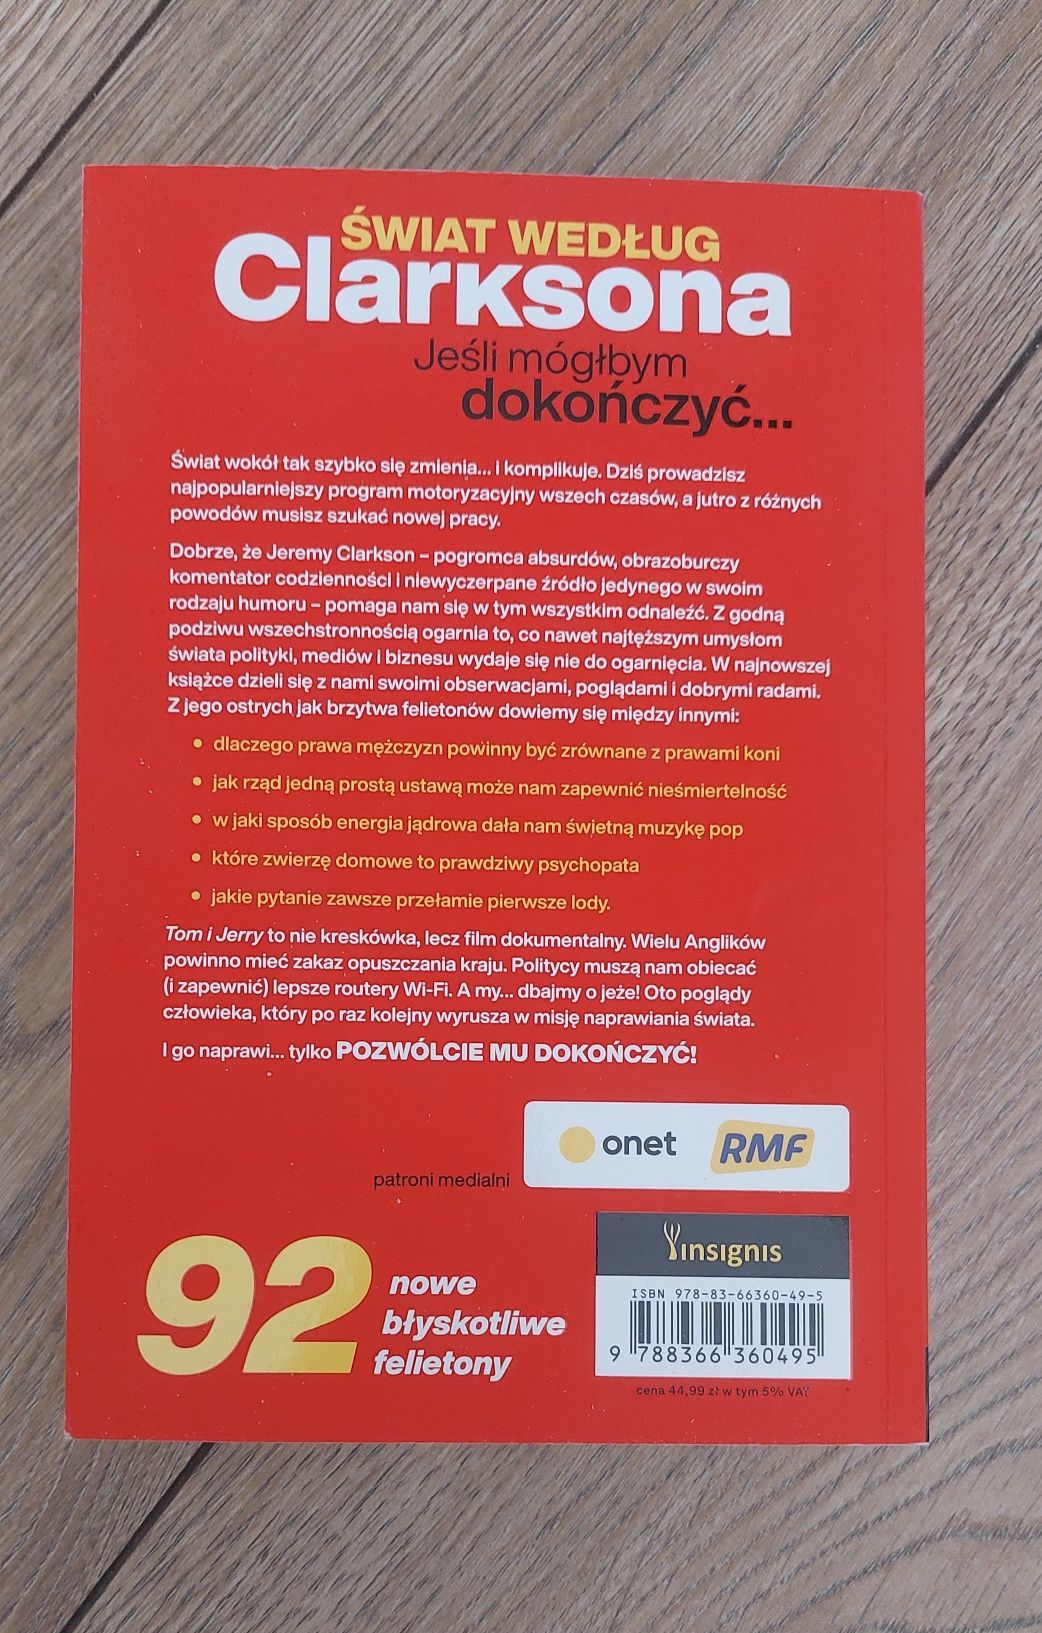 ŚWIAT WEDŁUG
Clarksona
Jeśli mógłbym
dokończyć...
Świat wokół tak szybko się zmienia... i komplikuje. Dziś prowadzisz
najpopularniejszy program motoryzacyjny wszech czasów, a jutro z różnych
powodów musisz szukać nowej pracy.
Dobrze, że Jeremy Clarkson – pogromca absurdów, obrazoburczy
komentator codzienności i niewyczerpane źródło jedynego w swoim
rodzaju humoru – pomaga nam się w tym wszystkim odnaleźć. Z godną
podziwu wszechstronnością ogarnia to, co nawet najtęższym umysłom
świata polityki, mediów i biznesu wydaje się nie do ogarnięcia. W najnowszej
książce dzieli się z nami swoimi obserwacjami, poglądami i dobrymi radami.
Z jego ostrych jak brzytwa felietonów dowiemy się między innymi:
• dlaczego prawa mężczyzn powinny być zrównane z prawami koni
• jak rząd jedną prostą ustawą może nam zapewnić nieśmiertelność
• w jaki sposób energia jądrowa dała nam świetną muzykę pop
• które zwierzę domowe to prawdziwy psychopata
• jakie pytanie zawsze przełamie pierwsze lody.
Tom i Jerry to nie kreskówka, lecz film dokumentalny. Wielu Anglików
powinno mieć zakaz opuszczania kraju. Politycy muszą nam obiecać
(i zapewnić) lepsze routery Wi-Fi. A my... dbajmy o jeże! Oto poglądy
człowieka, który po raz kolejny wyrusza w misję naprawiania świata.
I go naprawi... tylko POZWÓLCIE MU DOKOŃCZYĆ!
onet RMF
patroni medialni
92
nowe
błyskotliwe
felietony
insignis
ISBN 978-83-66360-49-5
9 788366 360495
cena 44,99 zł w tym 5% VAT